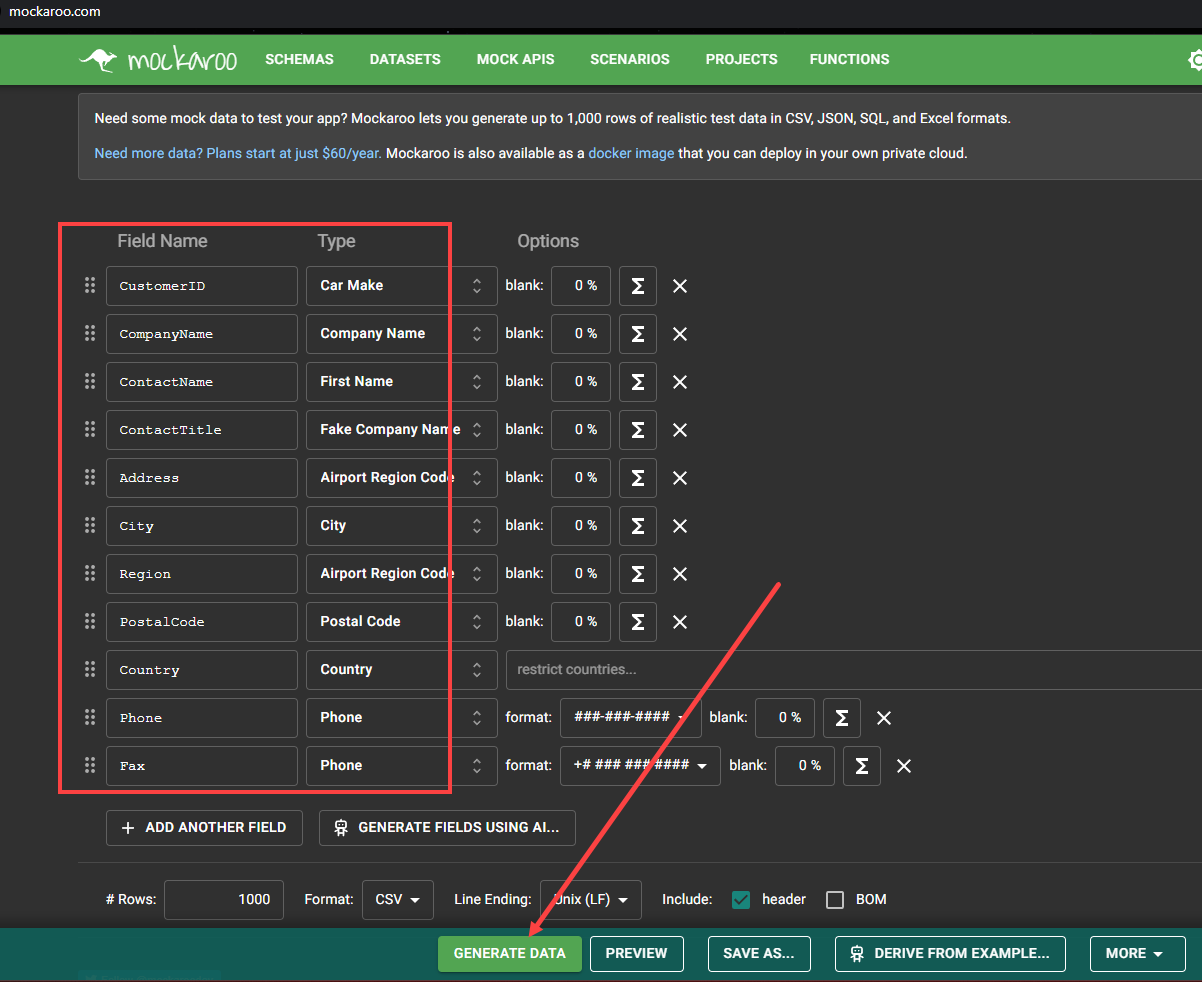 mockaroo.com
mockaroo SCHEMAS DATASETS MOCK APIS SCENARIOS PROJECTS FUNCTIONS
Need some mock data to test your app? Mockaroo lets you generate up to 1,000 rows of realistic test data in CSV, JSON, SQL, and Excel formats.
Need more data? Plans start at just $60/year. Mockaroo is also available as a docker image that you can deploy in your own private cloud.
Field Name Type Options
CustomerID Car Make blank: 0 % Σ
CompanyName Company Name blank: 0 % Σ
ContactName First Name blank: 0 % Σ
ContactTitle Fake Company Name blank: 0 % Σ
Address Airport Region Code blank: 0 % Σ
City City blank: 0 % Σ
Region Airport Region Code blank: 0 % Σ
PostalCode Postal Code blank: 0 % Σ
Country Country restrict countries...
Phone Phone format: ###-###-#### blank: 0 % Σ
Fax Phone format: +# ### ### #### blank: 0 % Σ
+ ADD ANOTHER FIELD GENERATE FIELDS USING AI...
# Rows: 1000 Format: CSV Line Ending: Unix (LF) Include: header BOM
GENERATE DATA PREVIEW SAVE AS... DERIVE FROM EXAMPLE... MORE